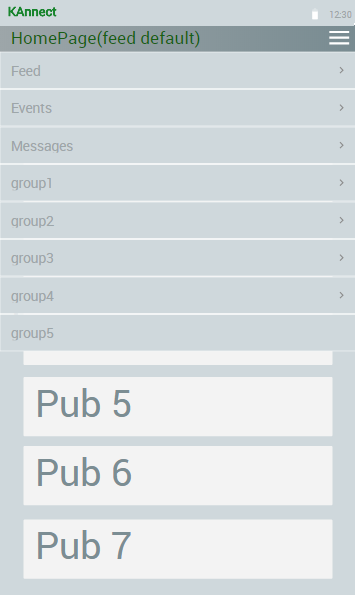 KAnnect
12:30
HomePage(feed default)
Feed
Events
Messages
group1
group2
group3
group4
group5
Pub 5
Pub 6
Pub 7